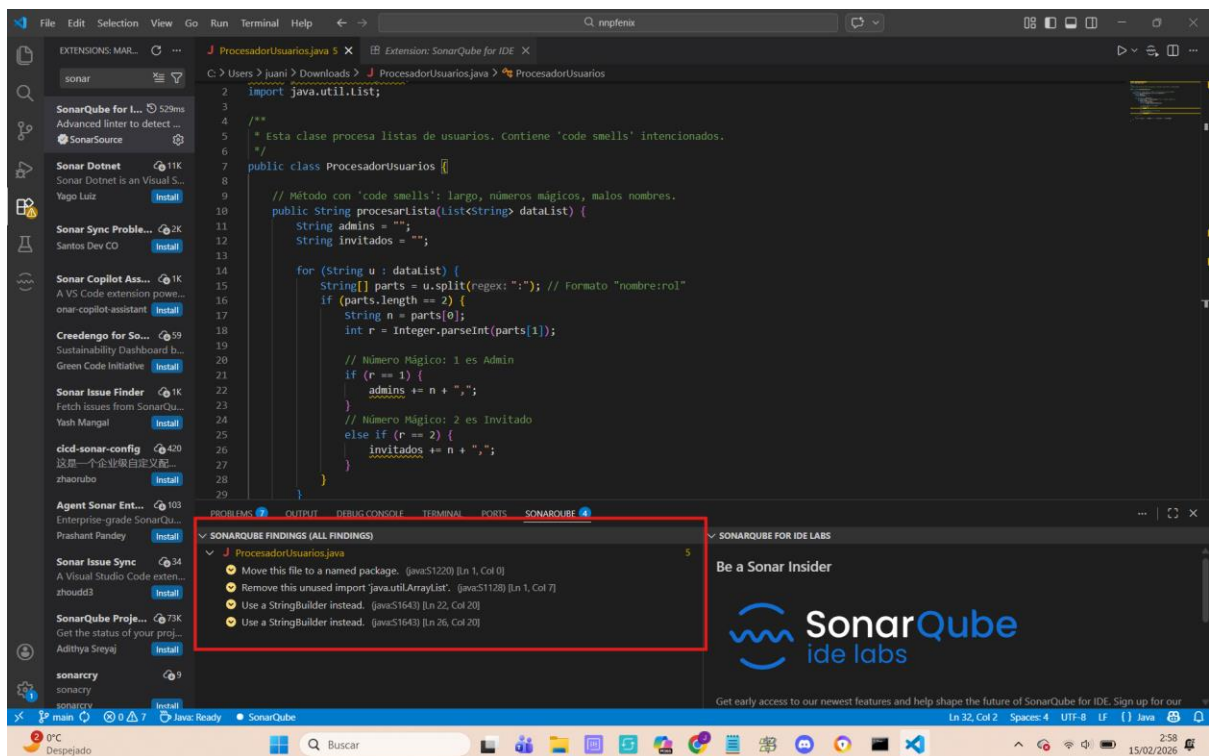 File Edit Selection View Go Run Terminal Help
nnpfenix
EXTENSIONS: MAR...
sonar
SonarQube for I... 529ms
Advanced linter to detect ...
SonarSource
Sonar Dotnet 11K
Sonar Dotnet is an Visual S...
Yago Luiz Install
Sonar Sync Proble... 2K
Santos Dev CO Install
Sonar Copilot Ass... 1K
A VS Code extension powe...
onar-copilot-assistant Install
Creedengo for So... 59
Sustainability Dashboard b...
Green Code Initiative Install
Sonar Issue Finder 1K
Fetch issues from SonarQu...
Yash Mangal Install
cicd-sonar-config 420
这是一个企业级自定义配...
zhaorubo Install
Agent Sonar Ent... 103
Enterprise-grade SonarQu...
Prashant Pandey Install
Sonar Issue Sync 34
A Visual Studio Code exten...
zhoudd3 Install
SonarQube Proje... 73K
Get the status of your proj...
Adithya Sreyaj Install
sonarcry 9
sonacry
sonarcry Install
J ProcesadorUsuarios.java 5 Extension: SonarQube for IDE
C: > Users > juani > Downloads > J ProcesadorUsuarios.java > ProcesadorUsuarios
2 import java.util.List;
3
4 /**
5 * Esta clase procesa listas de usuarios. Contiene 'code smells' intencionados.
6 */
7 public class ProcesadorUsuarios {
8
9 // Método con 'code smells': largo, números mágicos, malos nombres.
10 public String procesarLista(List<String> dataList) {
11 String admins = "";
12 String invitados = "";
13
14 for (String u : dataList) {
15 String[] parts = u.split(regex: ":"); // Formato "nombre:rol"
16 if (parts.length == 2) {
17 String n = parts[0];
18 int r = Integer.parseInt(parts[1]);
19
20 // Número Mágico: 1 es Admin
21 if (r == 1) {
22 admins += n + ",";
23 }
24 // Número Mágico: 2 es Invitado
25 else if (r == 2) {
26 invitados += n + ",";
27 }
28 }
29 }
PROBLEMS 7 OUTPUT DEBUG CONSOLE TERMINAL PORTS SONARQUBE 4
SONARQUBE FINDINGS (ALL FINDINGS)
J ProcesadorUsuarios.java 5
Move this file to a named package. (java:S1220) [Ln 1, Col 0]
Remove this unused import 'java.util.ArrayList'. (java:S1128) [Ln 1, Col 7]
Use a StringBuilder instead. (java:S1643) [Ln 22, Col 20]
Use a StringBuilder instead. (java:S1643) [Ln 26, Col 20]
SONARQUBE FOR IDE LABS
Be a Sonar Insider
SonarQube
ide labs
Get early access to our newest features and help shape the future of SonarQube for IDE. Sign up for our
1
main 0 7 Java: Ready SonarQube
Ln 32, Col 2 Spaces: 4 UTF-8 LF {} Java
2
0°C
Despejado
Buscar
2:58
15/02/2026